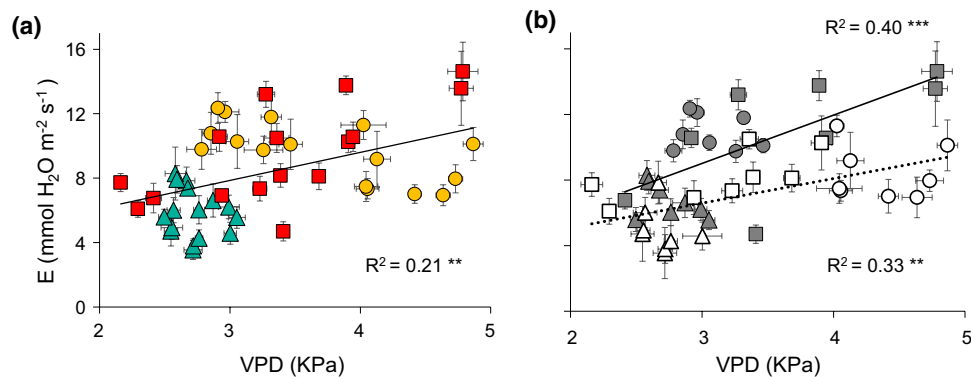 (a)
16
12
8
4
0
E (mmol H₂O m⁻² s⁻¹)
R² = 0.21 **
2 3 4 5
VPD (KPa)
(b)
R² = 0.40 ***
R² = 0.33 **
2 3 4 5
VPD (KPa)